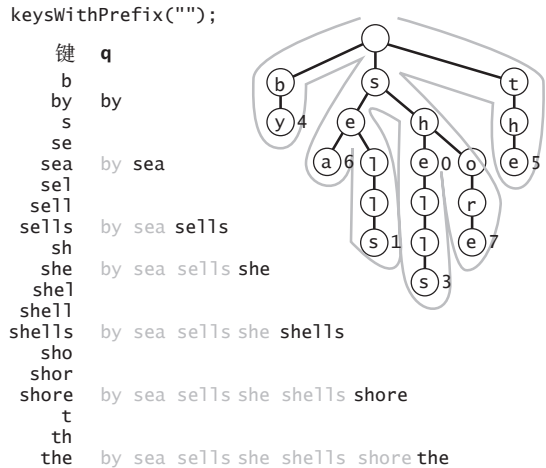 keysWithPrefix("");
键 q
b
by by
s
se
sea by sea
sel
sell
sells by sea sells
sh
she by sea sells she
shel
shell
shells by sea sells she shells
sho
shor
shore by sea sells she shells shore
t
th
the by sea sells she shells shore the
b s t
y 4 e h h
a 6 l e 0 o e 5
l l r
s 1 l e 7
s 3